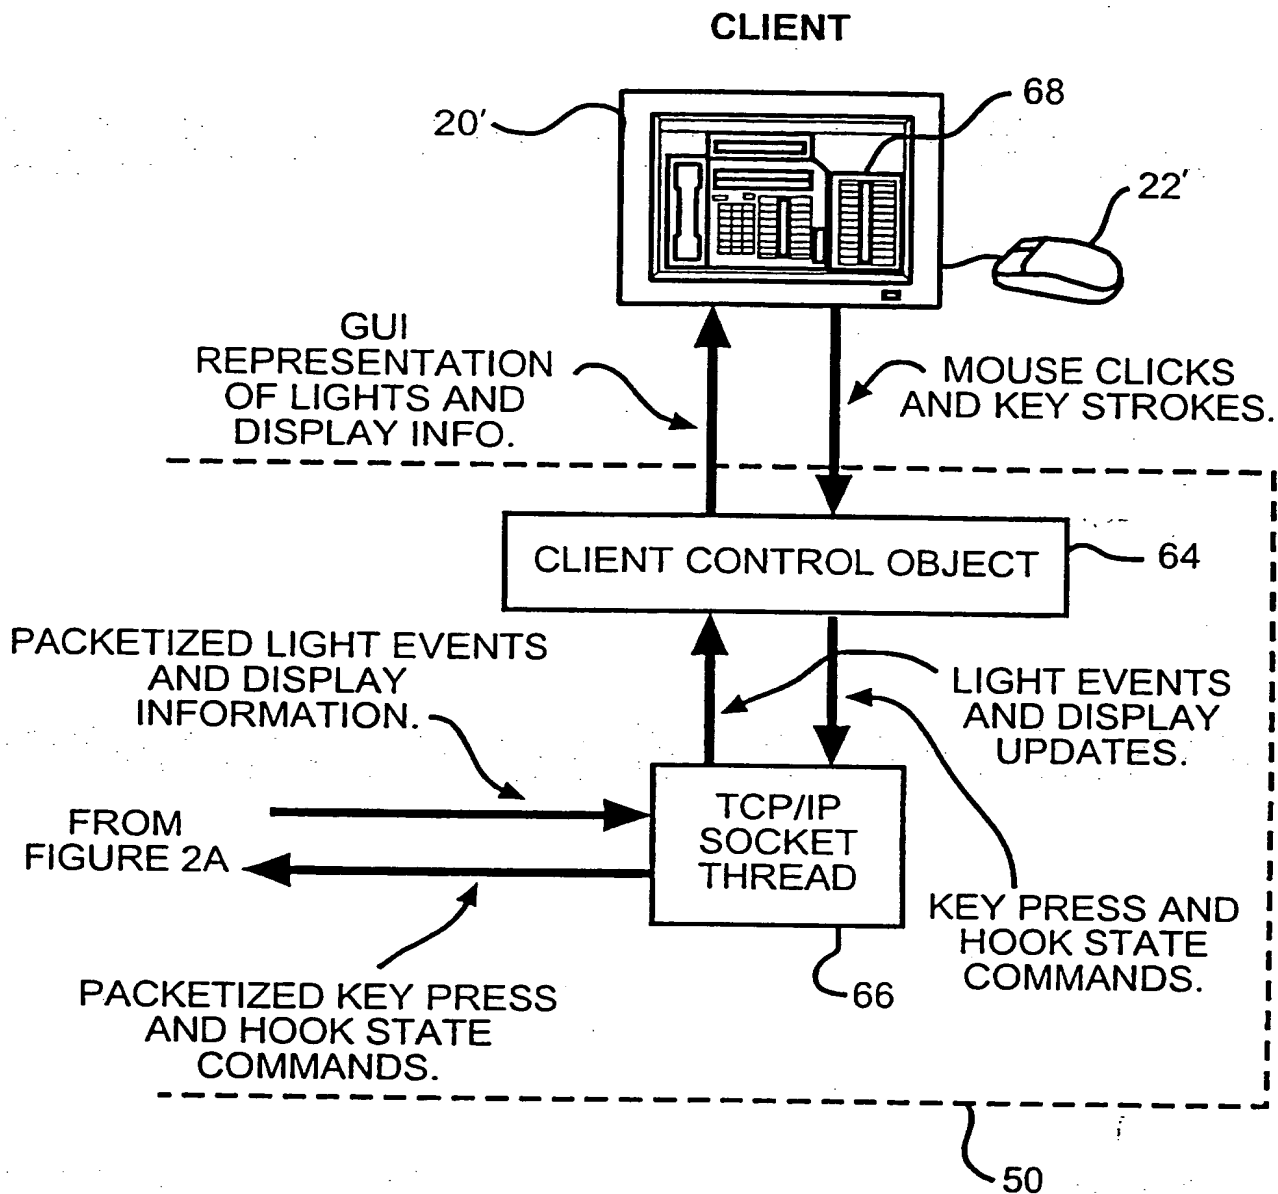 CLIENT
20'
68
22'
GUI
REPRESENTATION
OF LIGHTS AND
DISPLAY INFO.
MOUSE CLICKS
AND KEY STROKES.
CLIENT CONTROL OBJECT
64
PACKETIZED LIGHT EVENTS
AND DISPLAY
INFORMATION.
LIGHT EVENTS
AND DISPLAY
UPDATES.
FROM
FIGURE 2A
TCP/IP
SOCKET
THREAD
KEY PRESS AND
HOOK STATE
COMMANDS.
66
PACKETIZED KEY PRESS
AND HOOK STATE
COMMANDS.
50